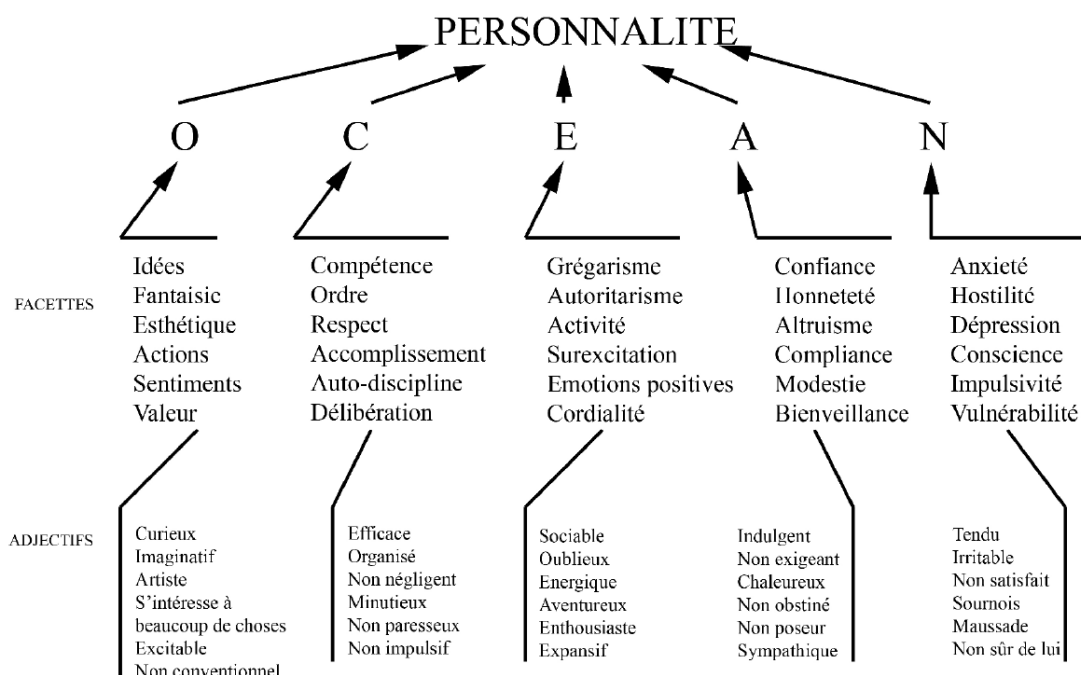 PERSONNALITE
O C E A N
FACETTES
Idées
Fantaisie
Esthétique
Actions
Sentiments
Valeur
Compétence
Ordre
Respect
Accomplissement
Auto-discipline
Délibération
Grégarisme
Autoritarisme
Activité
Surexcitation
Emotions positives
Cordialité
Confiance
Honneteté
Altruisme
Compliance
Modestie
Bienveillance
Anxieté
Hostilité
Dépression
Conscience
Impulsivité
Vulnérabilité
ADJECTIFS
Curieux
Imaginatif
Artiste
S'intéresse à
beaucoup de choses
Excitable
Non conventionnel
Efficace
Organisé
Non négligent
Minutieux
Non paresseux
Non impulsif
Sociable
Oublieux
Energique
Aventureux
Enthousiaste
Expansif
Indulgent
Non exigeant
Chaleureux
Non obstiné
Non poseur
Sympathique
Tendu
Irritable
Non satisfait
Sournois
Maussade
Non sûr de lui